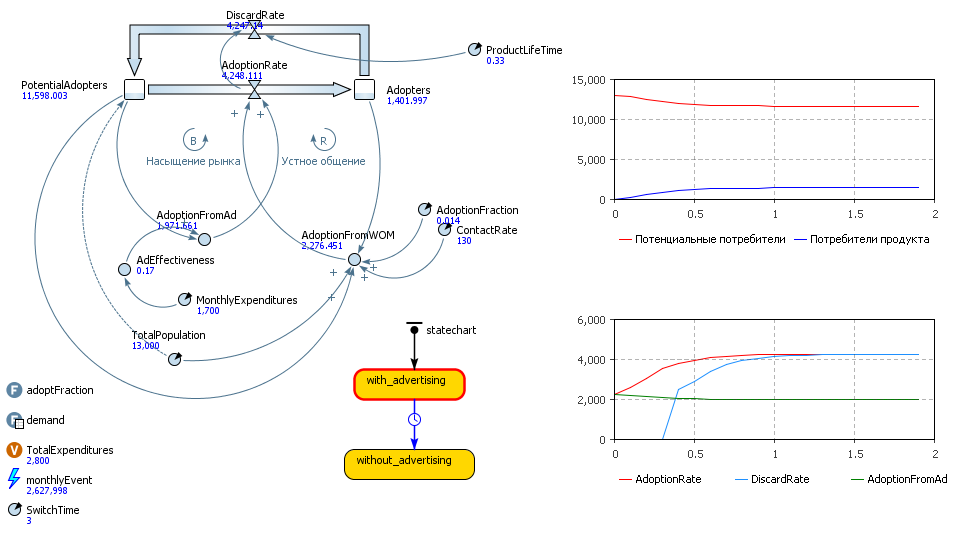 DiscardRate
4,247.14
ProductLifeTime
0.33
AdoptionRate
4,248.111
PotentialAdopters
11,598.003
Adopters
1,401.997
+
+
B
R
Насыщение рынка
Устное общение
AdoptionFromAd
1,971.661
AdoptionFraction
0.014
ContactRate
130
AdoptionFromWOM
2,276.451
+
+
+
+
AdEffectiveness
0.17
MonthlyExpenditures
1,700
TotalPopulation
13,000
statechart
with_advertising
without_advertising
F
adoptFraction
demand
V
TotalExpenditures
2,800
monthlyEvent
2,627,998
SwitchTime
3
15,000
10,000
5,000
0
0 0.5 1 1.5 2
Потенциальные потребители Потребители продукта
6,000
4,000
2,000
0
0 0.5 1 1.5 2
AdoptionRate DiscardRate AdoptionFromAd